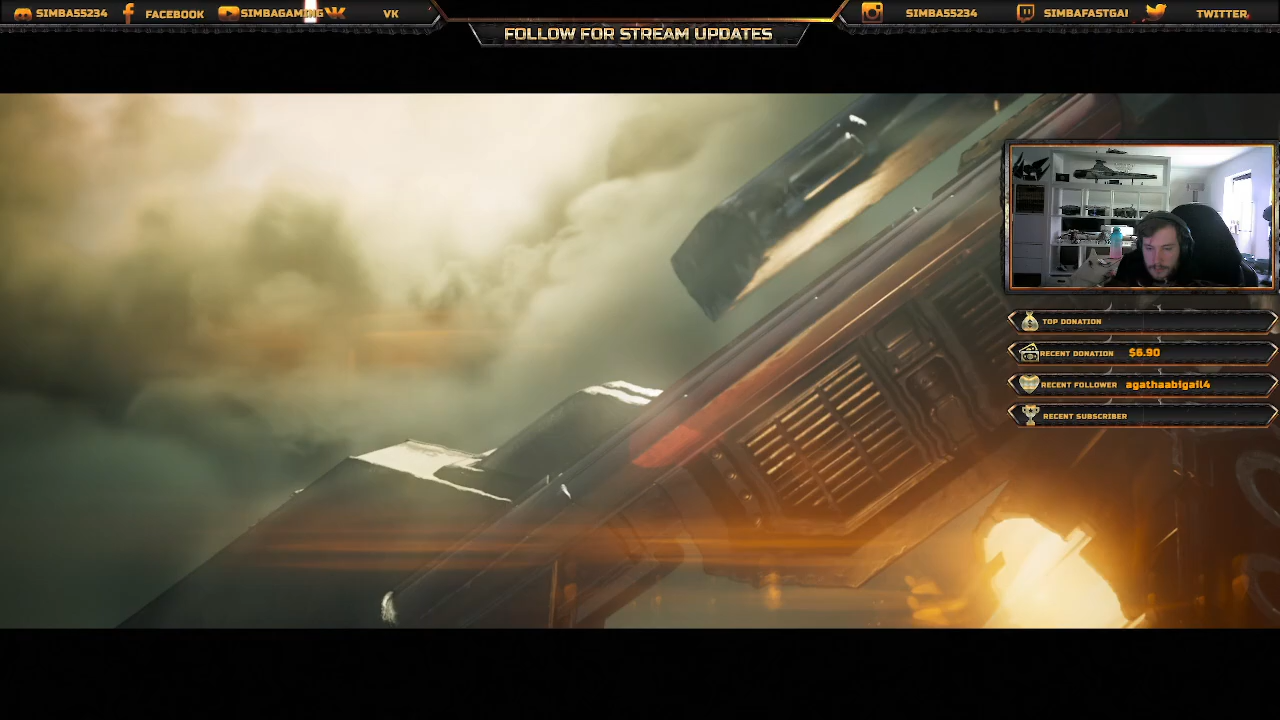 SIMBA55234
FACEBOOK
SIMBAGAMING
VK
SIMBA55234
SIMBAFASTGAI
TWITTER
FOLLOW FOR STREAM UPDATES
TOP DONATION
RECENT DONATION $6.90
RECENT FOLLOWER agathaabigail4
RECENT SUBSCRIBER